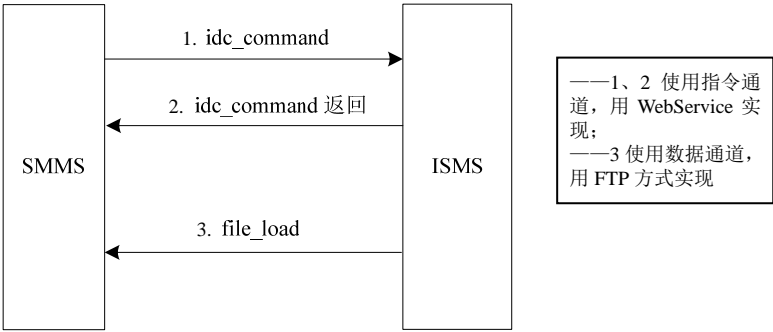 1. idc_command
2. idc_command 返回
SMMS
ISMS
3. file_load
——1、2 使用指令通
道，用 WebService 实
现；
——3 使用数据通道，
用 FTP 方式实现